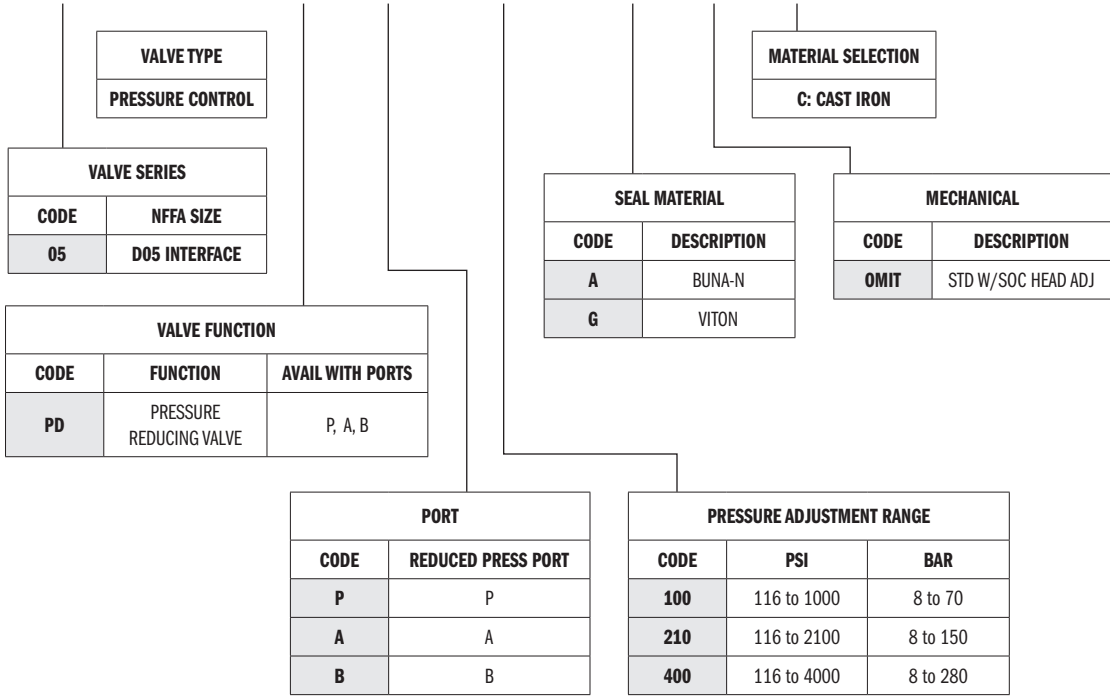 VALVE TYPE
PRESSURE CONTROL
MATERIAL SELECTION
C: CAST IRON
VALVE SERIES
CODE NFFA SIZE
05 D05 INTERFACE
SEAL MATERIAL
CODE DESCRIPTION
A BUNA-N
G VITON
MECHANICAL
CODE DESCRIPTION
OMIT STD W/SOC HEAD ADJ
VALVE FUNCTION
CODE FUNCTION AVAIL WITH PORTS
PD PRESSURE
REDUCING VALVE P, A, B
PORT
CODE REDUCED PRESS PORT
P P
A A
B B
PRESSURE ADJUSTMENT RANGE
CODE PSI BAR
100 116 to 1000 8 to 70
210 116 to 2100 8 to 150
400 116 to 4000 8 to 280